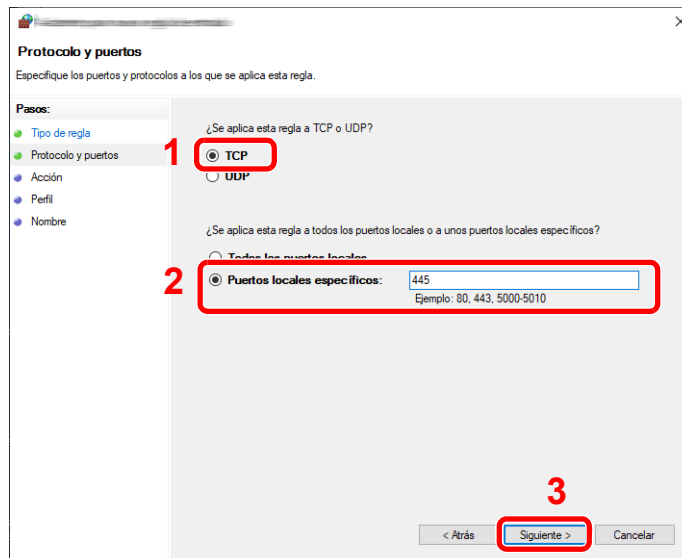 Protocolo y puertos
Especifique los puertos y protocolos a los que se aplica esta regla.
Pasos:
Tipo de regla
Protocolo y puertos
Acción
Perfil
Nombre
¿Se aplica esta regla a TCP o UDP?
1
TCP
UDP
¿Se aplica esta regla a todos los puertos locales o a unos puertos locales específicos?
Todos los puertos locales
2
Puertos locales específicos:
445
Ejemplo: 80, 443, 5000-5010
3
< Atrás
Siguiente >
Cancelar